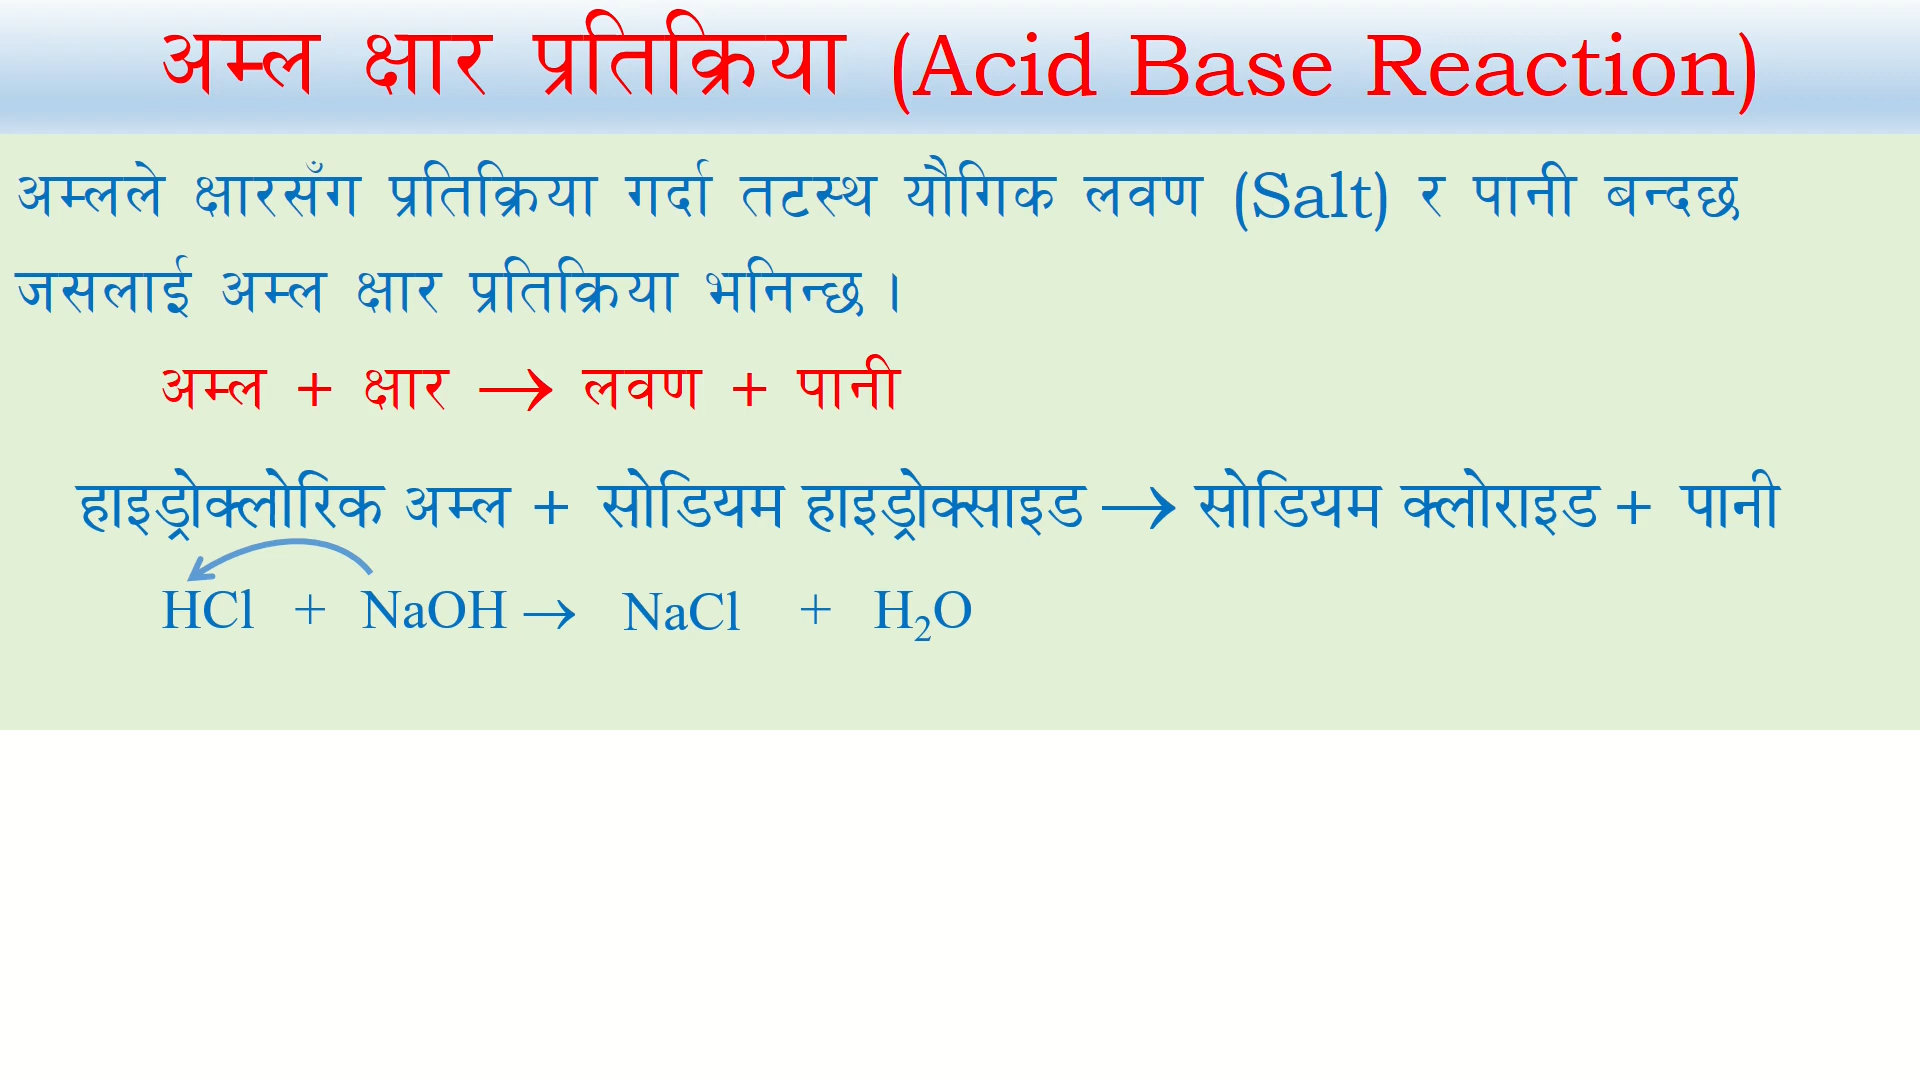 अम्ल क्षार प्रतिक्रिया (Acid Base Reaction)
अम्लले क्षारसँग प्रतिक्रिया गर्दा तटस्थ यौगिक लवण (Salt) र पानी बन्दछ
जसलाई अम्ल क्षार प्रतिक्रिया भनिन्छ ।
अम्ल + क्षार → लवण + पानी
हाइड्रोक्लोरिक अम्ल + सोडियम हाइड्रोक्साइड → सोडियम क्लोराइड + पानी
HCl + NaOH → NaCl + H₂O